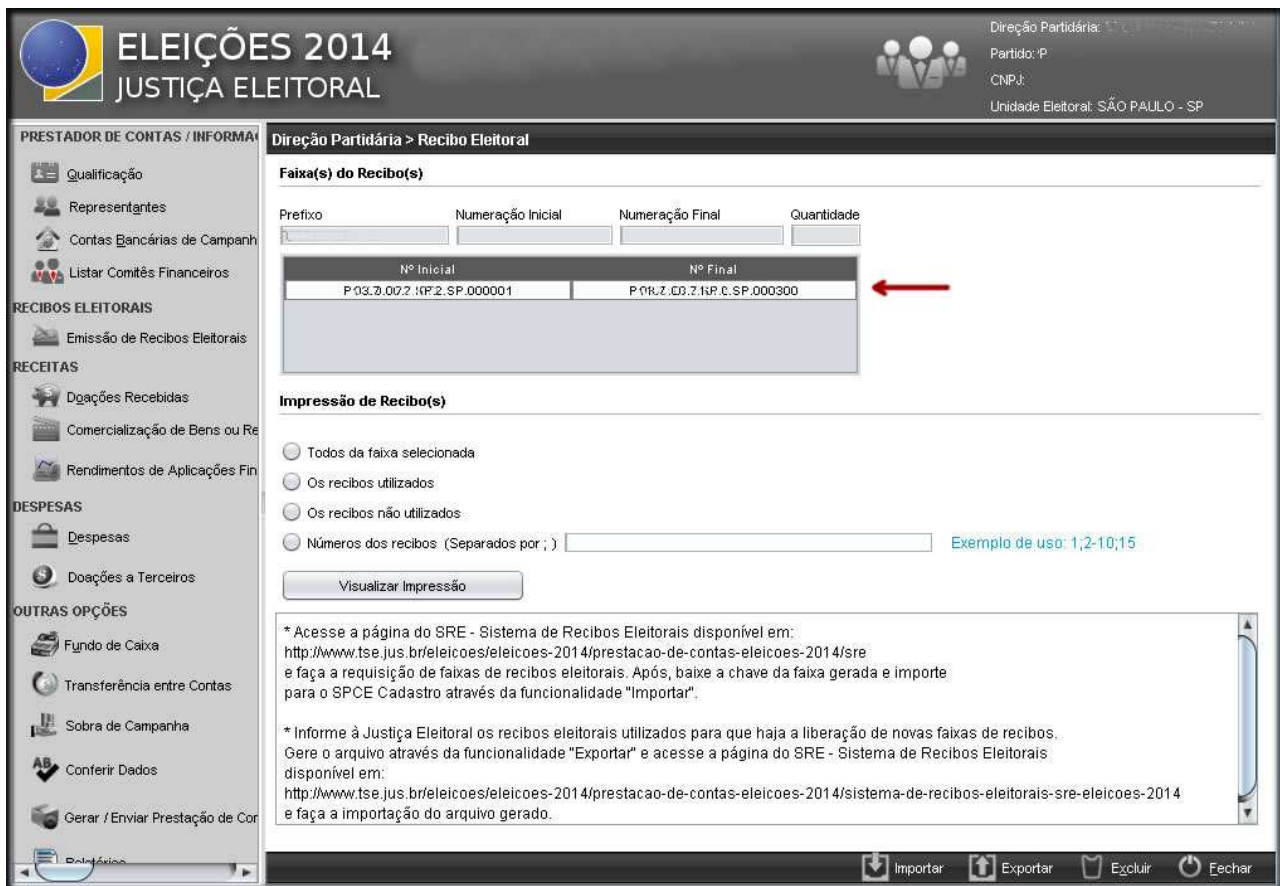 ELEIÇÕES 2014
JUSTIÇA ELEITORAL
Direção Partidária:
Partido: P
CNPJ:
Unidade Eleitoral: SÃO PAULO - SP
PRESTADOR DE CONTAS / INFORMA
Qualificação
Representantes
Contas Bancárias de Campanh
Listar Comitês Financeiros
RECIBOS ELEITORAIS
Emissão de Recibos Eleitorais
RECEITAS
Doações Recebidas
Comercialização de Bens ou Re
Rendimentos de Aplicações Fin
DESPESAS
Despesas
Doações a Terceiros
OUTRAS OPÇÕES
Fundo de Caixa
Transferência entre Contas
Sobra de Campanha
Conferir Dados
Gerar / Enviar Prestação de Con
Relatórios
Direção Partidária > Recibo Eleitoral
Faixa(s) do Recibo(s)
Prefixo Numeração Inicial Numeração Final Quantidade
Nº Inicial Nº Final
SP.000001 SP.000300
Impressão de Recibo(s)
Todos da faixa selecionada
Os recibos utilizados
Os recibos não utilizados
Números dos recibos (Separados por ; ) Exemplo de uso: 1;2-10;15
Visualizar Impressão
* Acesse a página do SRE - Sistema de Recibos Eleitorais disponível em:
http://www.tse.jus.br/eleicoes/eleicoes-2014/prestacao-de-contas-eleicoes-2014/sre
e faça a requisição de faixas de recibos eleitorais. Após, baixe a chave da faixa gerada e importe
para o SPCE Cadastro através da funcionalidade "Importar".
* Informe à Justiça Eleitoral os recibos eleitorais utilizados para que haja a liberação de novas faixas de recibos.
Gere o arquivo através da funcionalidade "Exportar" e acesse a página do SRE - Sistema de Recibos Eleitorais
disponível em:
http://www.tse.jus.br/eleicoes/eleicoes-2014/prestacao-de-contas-eleicoes-2014/sistema-de-recibos-eleitorais-sre-eleicoes-2014
e faça a importação do arquivo gerado.
Importar Exportar Excluir Fechar